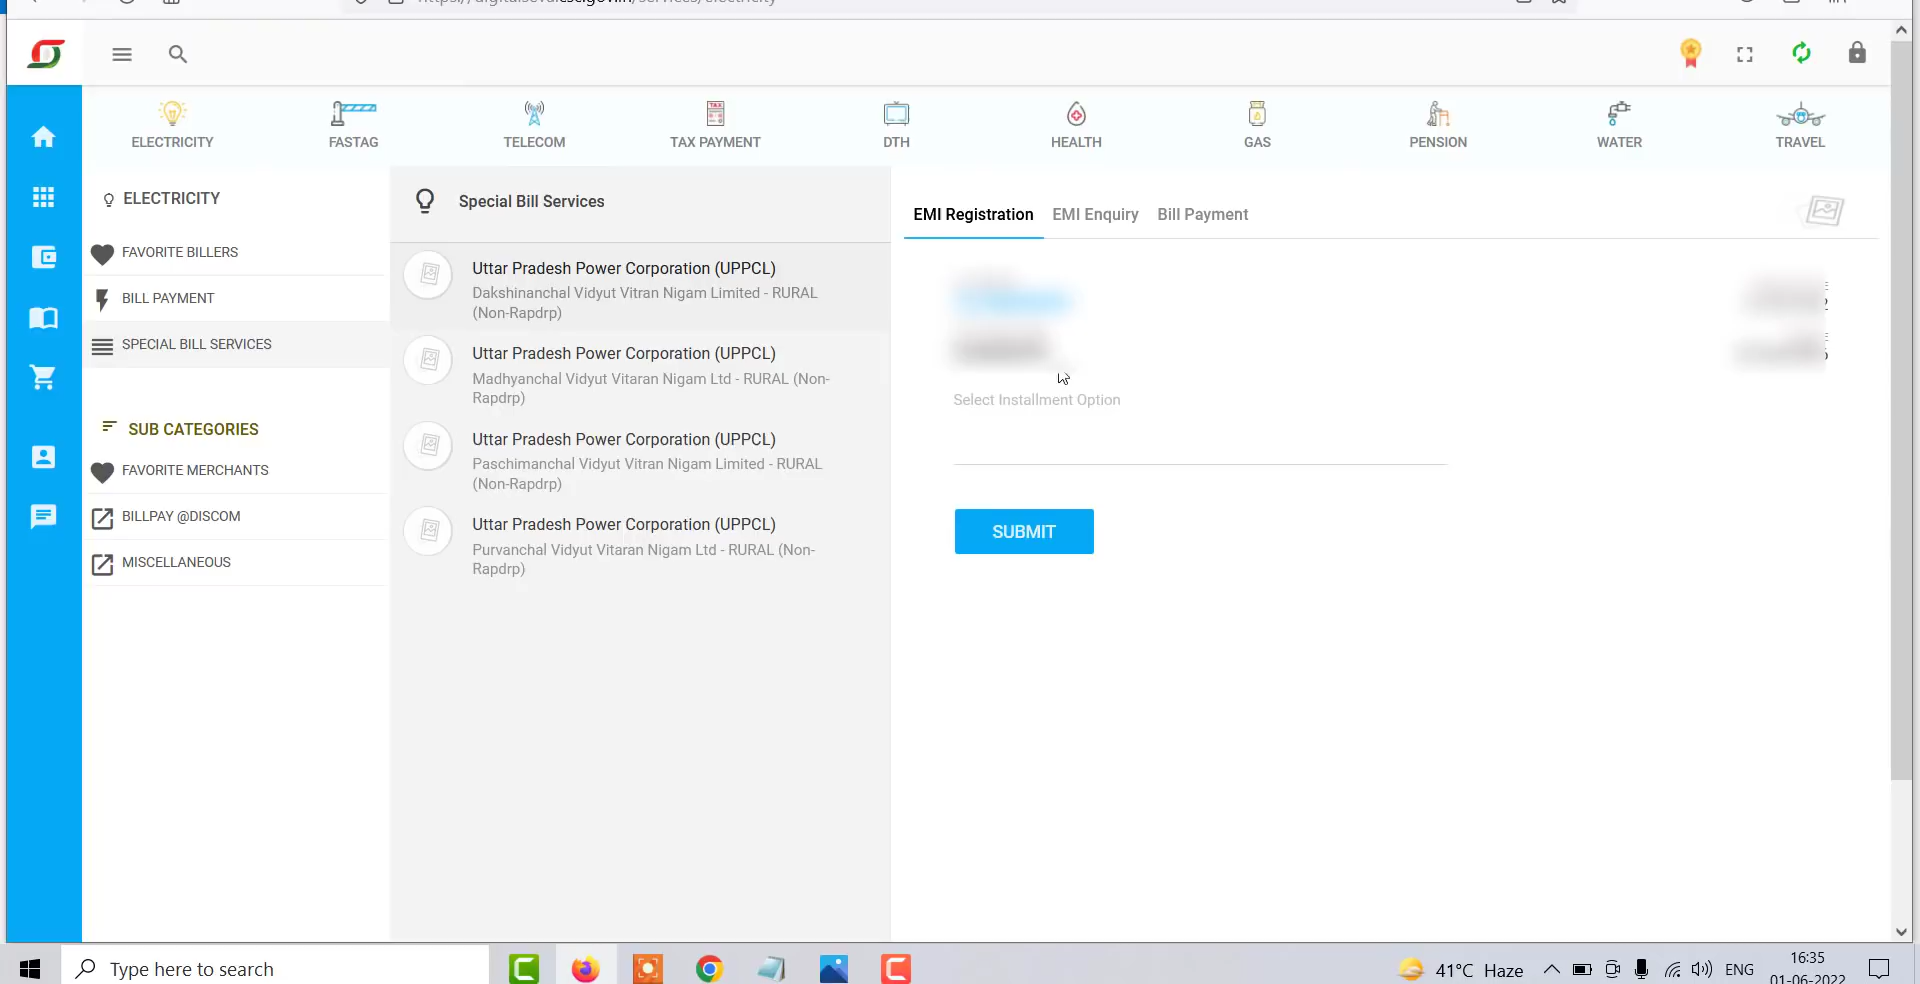 ELECTRICITY
FASTAG
TELECOM
TAX PAYMENT
DTH
HEALTH
GAS
PENSION
WATER
TRAVEL
ELECTRICITY
FAVORITE BILLERS
BILL PAYMENT
SPECIAL BILL SERVICES
SUB CATEGORIES
FAVORITE MERCHANTS
BILLPAY @DISCOM
MISCELLANEOUS
Special Bill Services
Uttar Pradesh Power Corporation (UPPCL)
Dakshinanchal Vidyut Vitran Nigam Limited - RURAL
(Non-Rapdrp)
Uttar Pradesh Power Corporation (UPPCL)
Madhyanchal Vidyut Vitaran Nigam Ltd - RURAL (Non-
Rapdrp)
Uttar Pradesh Power Corporation (UPPCL)
Paschimanchal Vidyut Vitran Nigam Limited - RURAL
(Non-Rapdrp)
Uttar Pradesh Power Corporation (UPPCL)
Purvanchal Vidyut Vitaran Nigam Ltd - RURAL (Non-
Rapdrp)
EMI Registration
EMI Enquiry
Bill Payment
Select Installment Option
SUBMIT
Type here to search
41°C Haze
ENG
16:35
01-06-2022